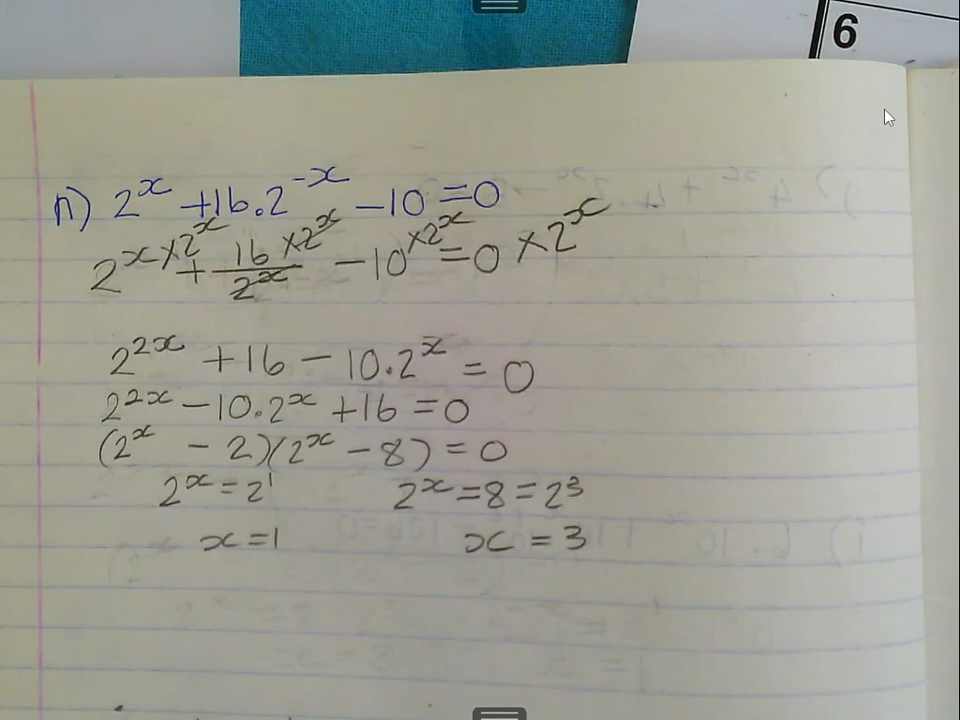 6
n) 2^x + 16.2^-x - 10 = 0
2^x ×2^x + 16 ×2^x / 2^x - 10 ×2^x = 0 ×2^x
2^2x + 16 - 10.2^x = 0
2^2x - 10.2^x + 16 = 0
(2^x - 2)(2^x - 8) = 0
2^x = 2^1 2^x = 8 = 2^3
x = 1 x = 3